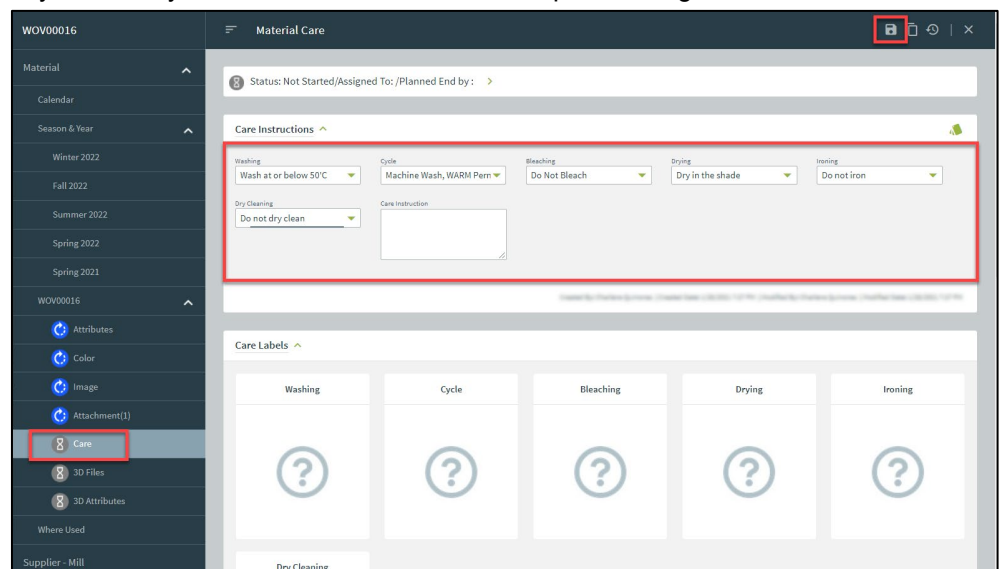 WOV00016
Material Care
Material
Calendar
Season & Year
Winter 2022
Fall 2022
Summer 2022
Spring 2022
Spring 2021
WOV00016
Attributes
Color
Image
Attachment(1)
Care
3D Files
3D Attributes
Where Used
Supplier - Mill
Status: Not Started/Assigned To: /Planned End by :
Care Instructions
Washing Cycle Bleaching Drying Ironing
Wash at or below 50'C Machine Wash, WARM Perm Do Not Bleach Dry in the shade Do not iron
Dry Cleaning Care Instruction
Do not dry clean
Care Labels
Washing Cycle Bleaching Drying Ironing
? ? ? ? ?
Dry Cleaning